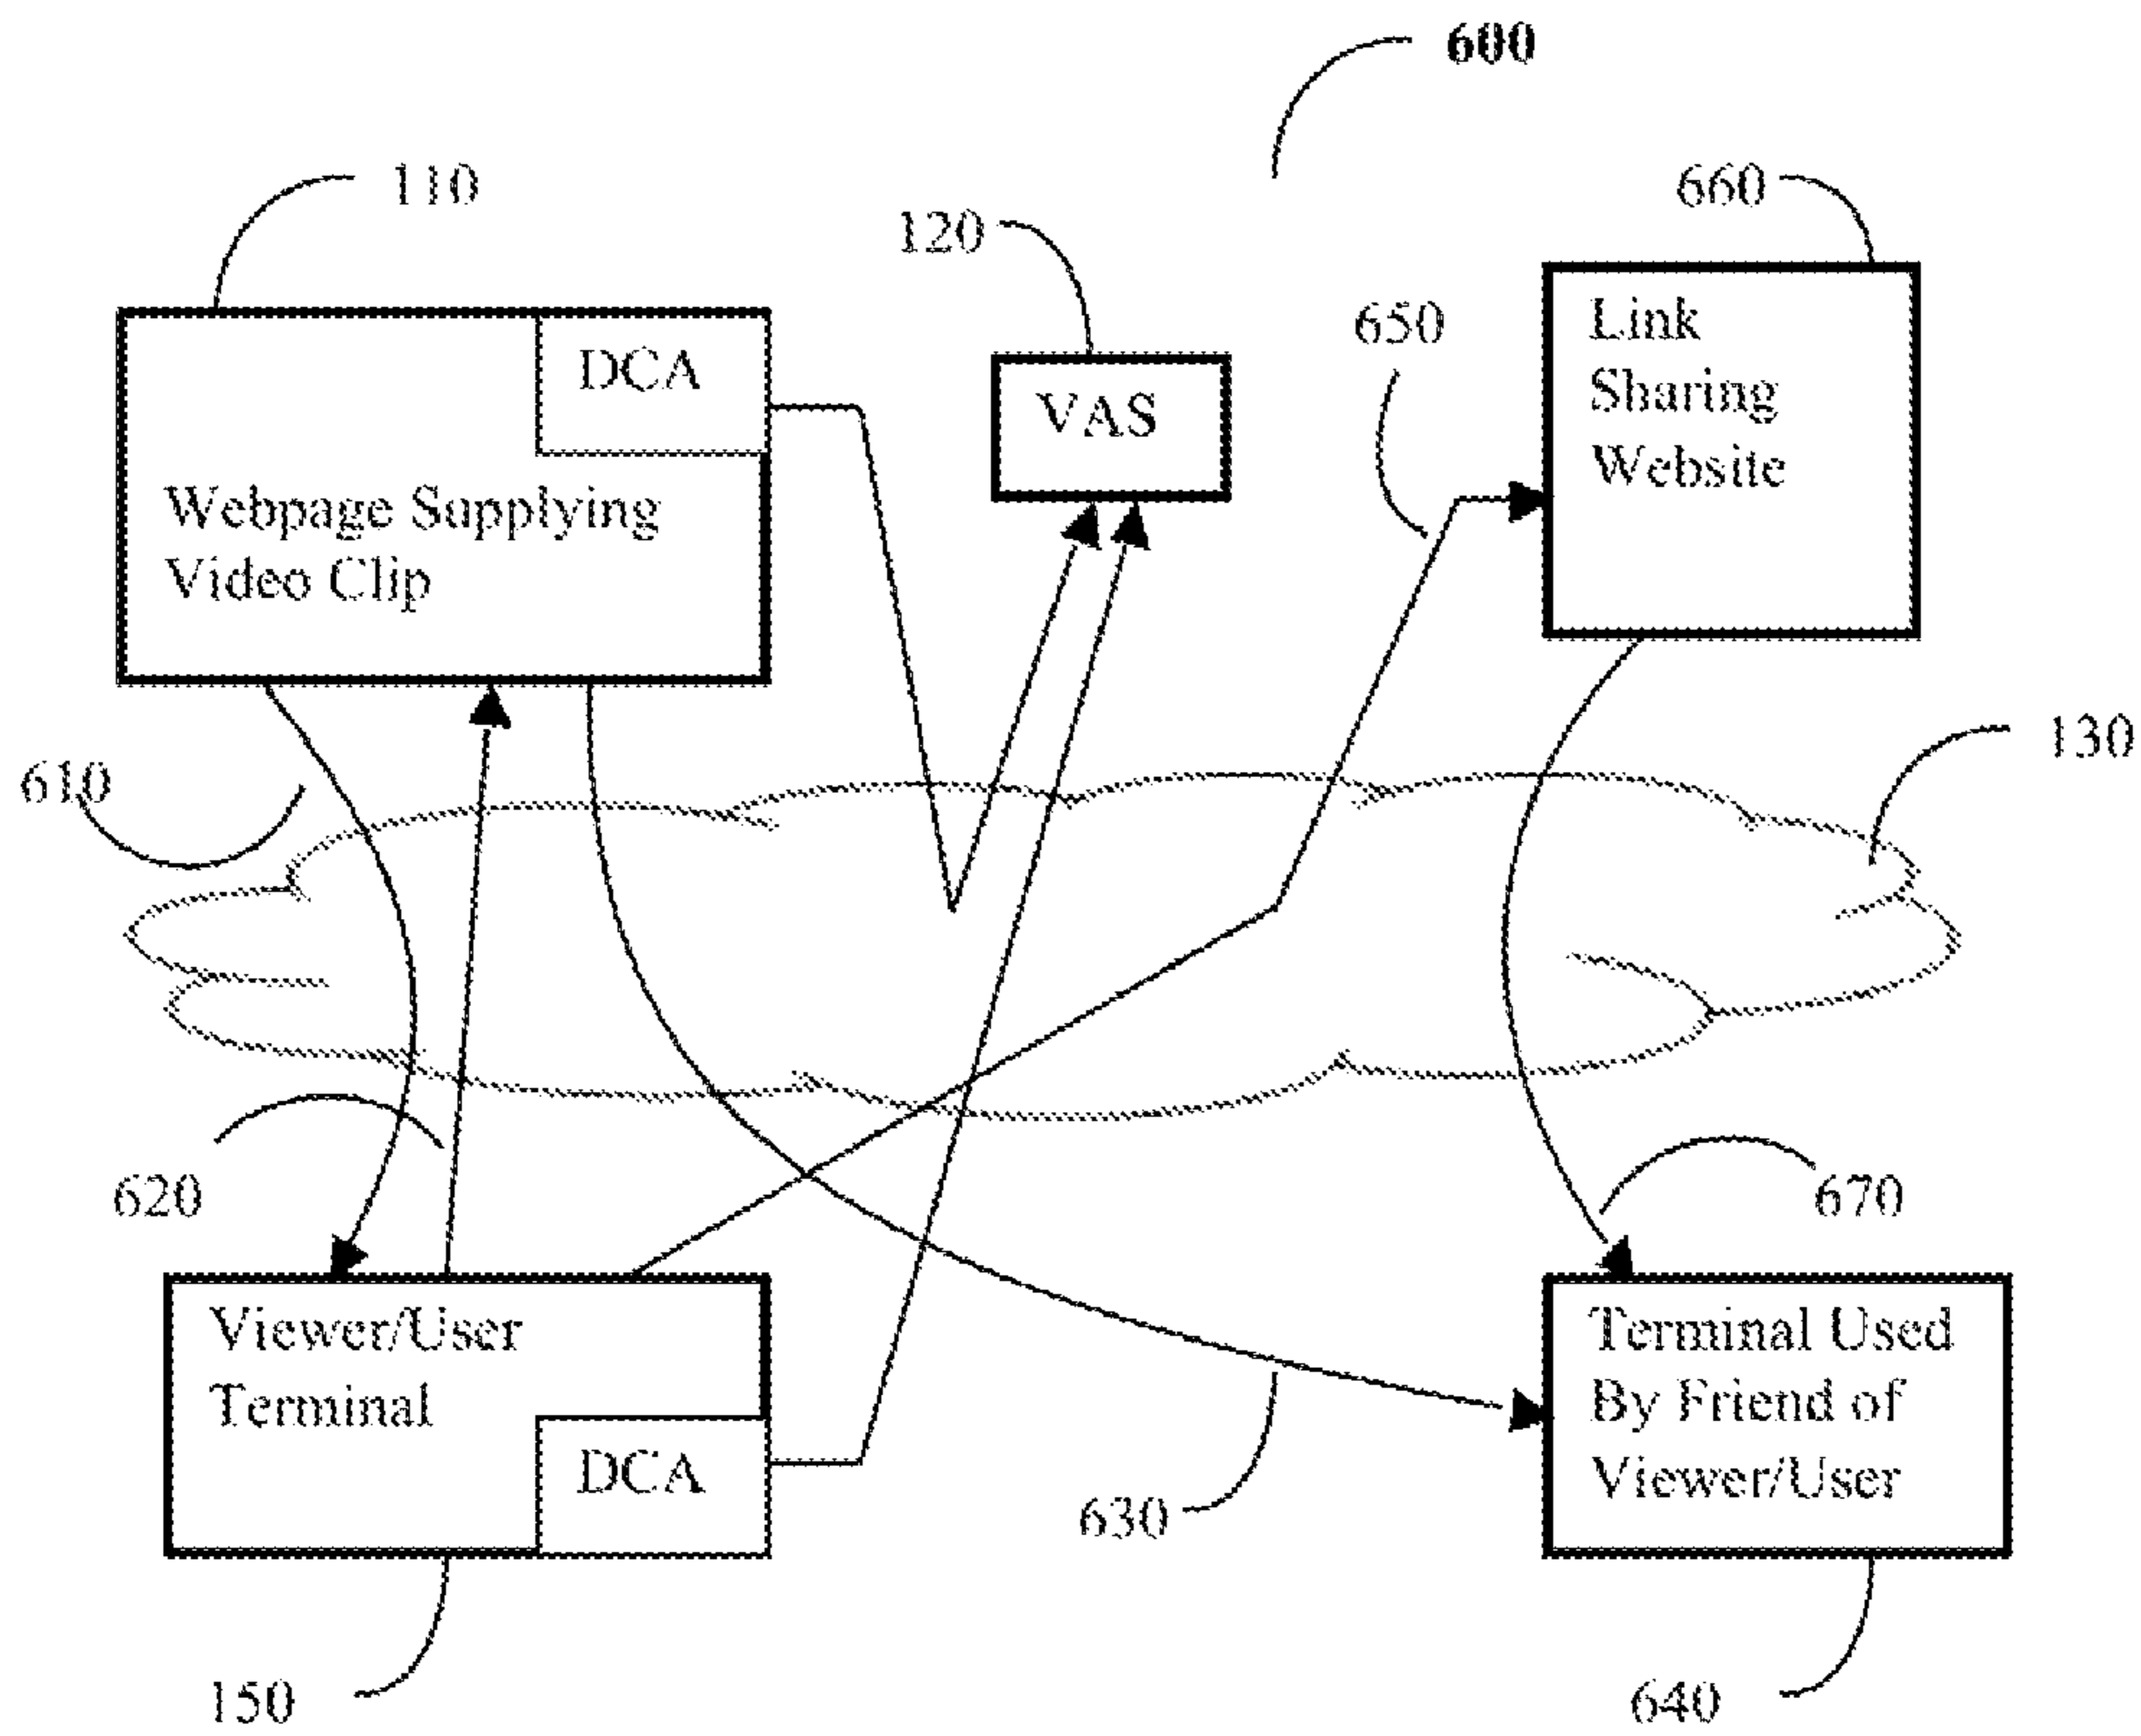 600
110
660
120
650
Link
Sharing
Website
DCA
VAS
Webpage Supplying
Video Clip
130
610
620
670
Viewer/User
Terminal
DCA
Terminal Used
By Friend of
Viewer/User
630
150
640